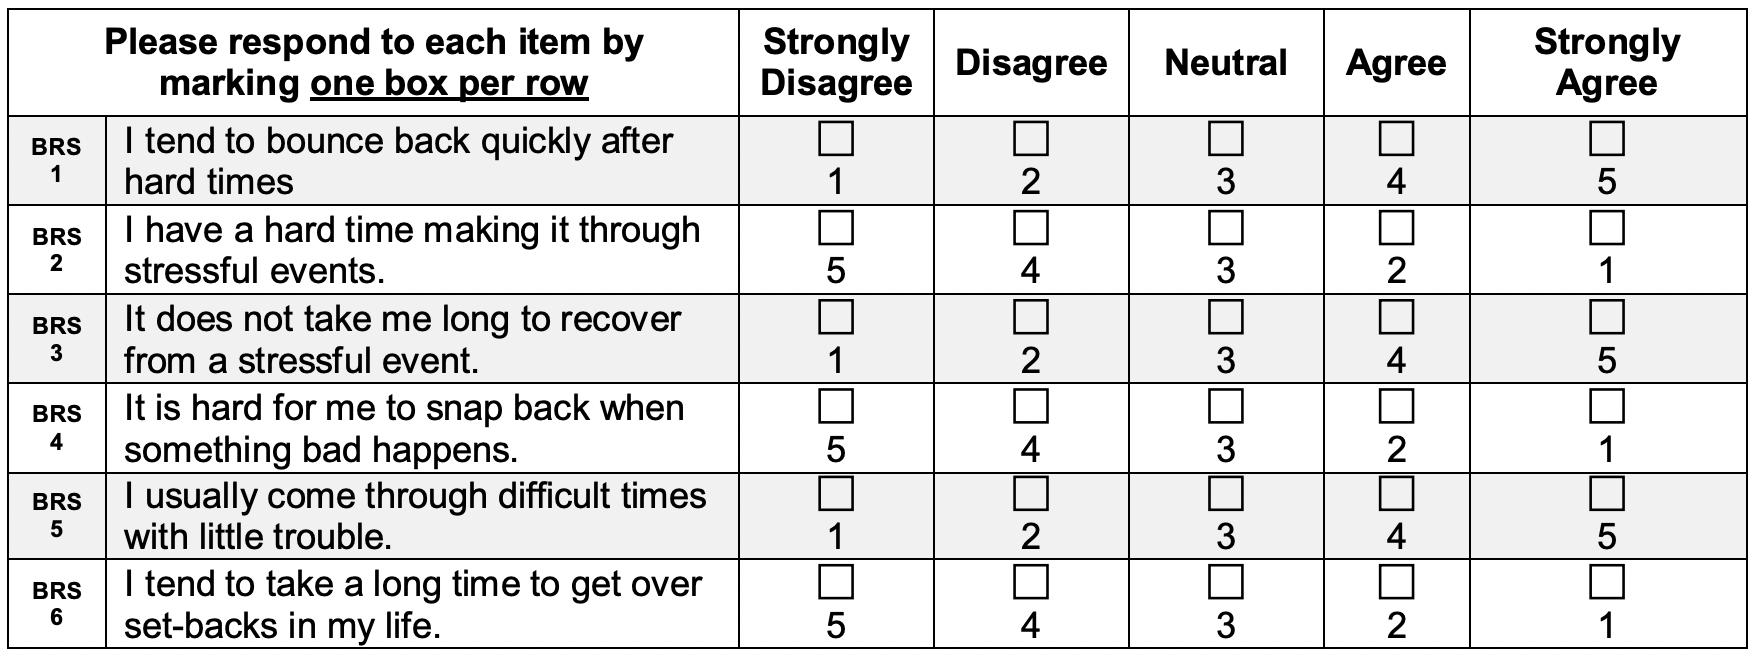 Please respond to each item by
marking one box per row
Strongly
Disagree
Disagree
Neutral
Agree
Strongly
Agree
BRS
1
I tend to bounce back quickly after
hard times
1 2 3 4 5
BRS
2
I have a hard time making it through
stressful events.
5 4 3 2 1
BRS
3
It does not take me long to recover
from a stressful event.
1 2 3 4 5
BRS
4
It is hard for me to snap back when
something bad happens.
5 4 3 2 1
BRS
5
I usually come through difficult times
with little trouble.
1 2 3 4 5
BRS
6
I tend to take a long time to get over
set-backs in my life.
5 4 3 2 1